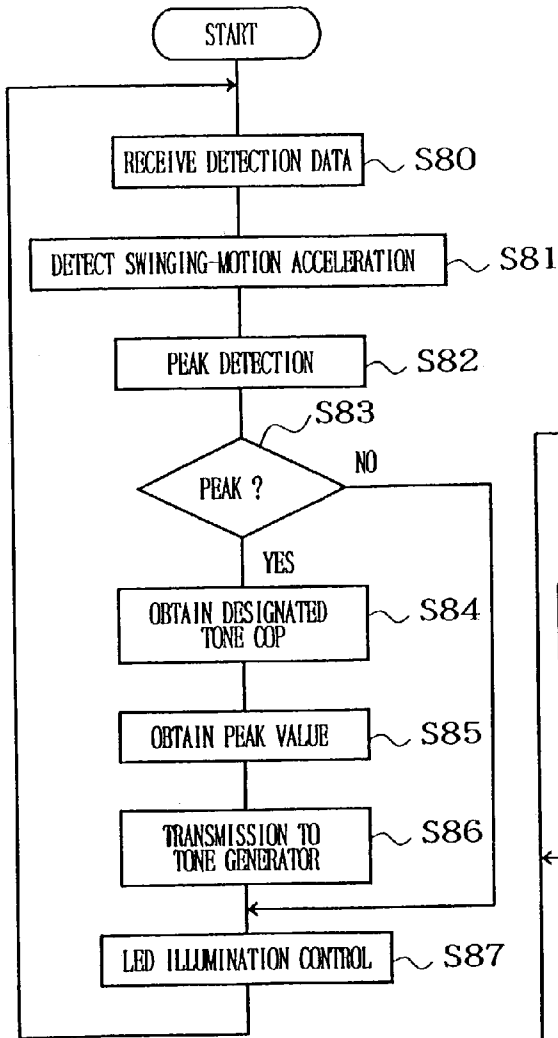 START
RECEIVE DETECTION DATA
S80
DETECT SWINGING-MOTION ACCELERATION
S81
PEAK DETECTION
S82
S83
PEAK ?
NO
YES
OBTAIN DESIGNATED
TONE COP
S84
OBTAIN PEAK VALUE
S85
TRANSMISSION TO
TONE GENERATOR
S86
LED ILLUMINATION CONTROL
S87